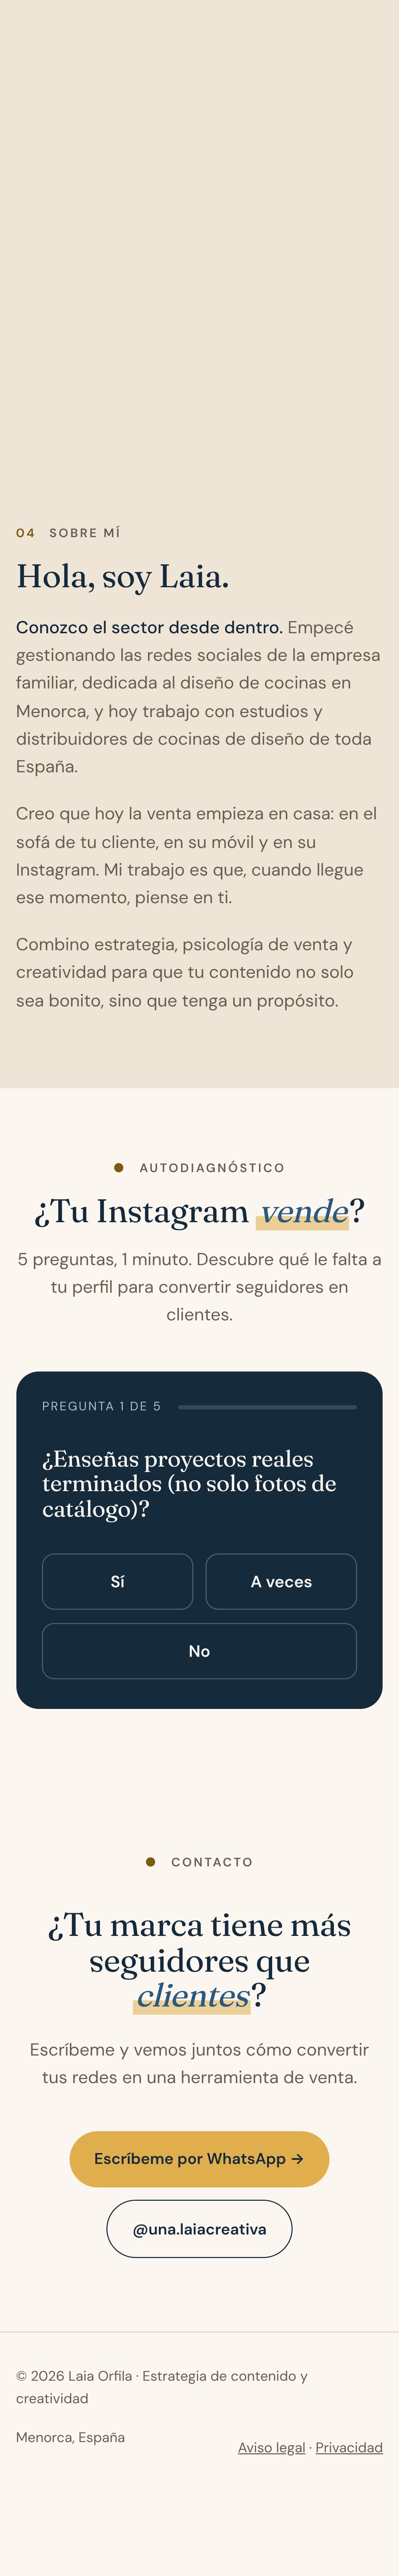 04 SOBRE MÍ
Hola, soy Laia.
Conozco el sector desde dentro. Empecé
gestionando las redes sociales de la empresa
familiar, dedicada al diseño de cocinas en
Menorca, y hoy trabajo con estudios y
distribuidores de cocinas de diseño de toda
España.
Creo que hoy la venta empieza en casa: en el
sofá de tu cliente, en su móvil y en su
Instagram. Mi trabajo es que, cuando llegue
ese momento, piense en ti.
Combino estrategia, psicología de venta y
creatividad para que tu contenido no solo
sea bonito, sino que tenga un propósito.
AUTODIAGNÓSTICO
¿Tu Instagram vende?
5 preguntas, 1 minuto. Descubre qué le falta a
tu perfil para convertir seguidores en
clientes.
PREGUNTA 1 DE 5
¿Enseñas proyectos reales
terminados (no solo fotos de
catálogo)?
Sí
A veces
No
CONTACTO
¿Tu marca tiene más
seguidores que
clientes?
Escríbeme y vemos juntos cómo convertir
tus redes en una herramienta de venta.
Escríbeme por WhatsApp →
@una.laiacreativa
© 2026 Laia Orfila · Estrategia de contenido y
creatividad
Menorca, España
Aviso legal · Privacidad